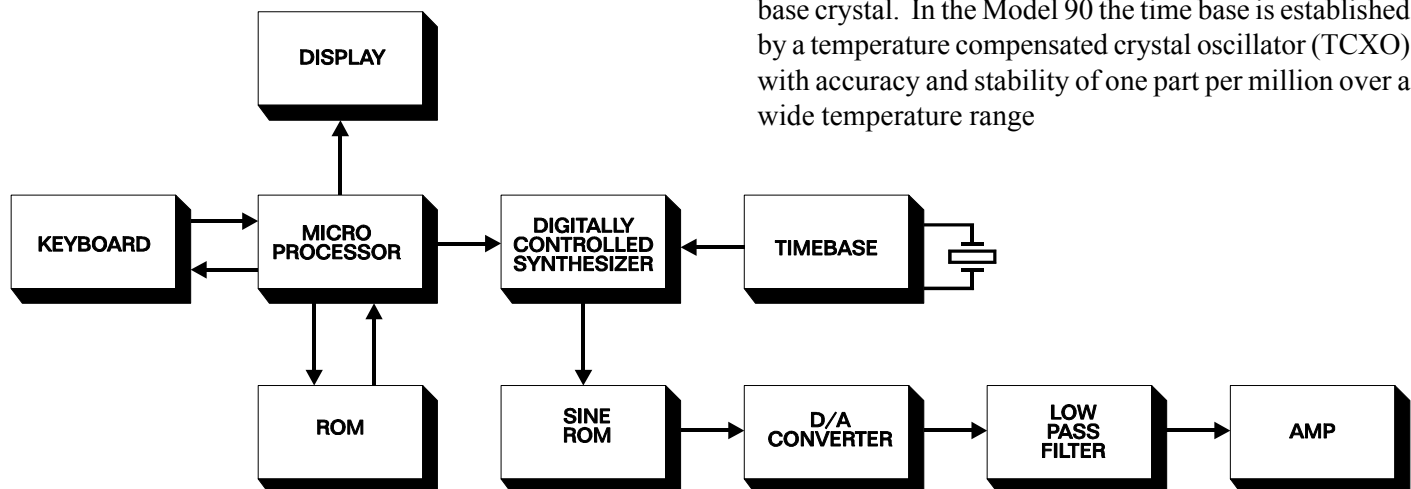 base crystal. In the Model 90 the time base is established
by a temperature compensated crystal oscillator (TCXO)
with accuracy and stability of one part per million over a
wide temperature range
DISPLAY
KEYBOARD
MICRO
PROCESSOR
DIGITALLY
CONTROLLED
SYNTHESIZER
TIMEBASE
ROM
SINE
ROM
D/A
CONVERTER
LOW
PASS
FILTER
AMP